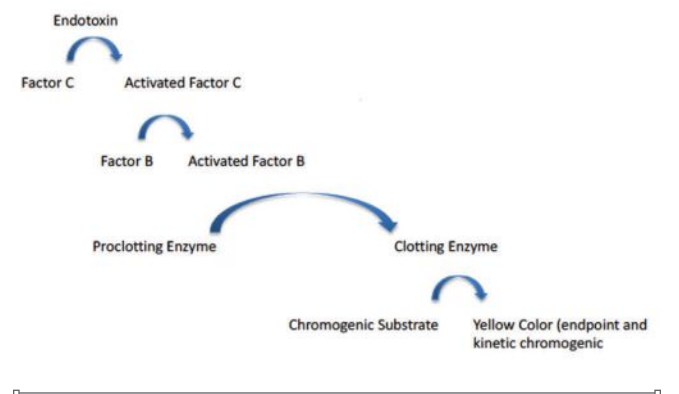 Endotoxin
Factor C Activated Factor C
Factor B Activated Factor B
Proclotting Enzyme Clotting Enzyme
Chromogenic Substrate Yellow Color (endpoint and
kinetic chromogenic